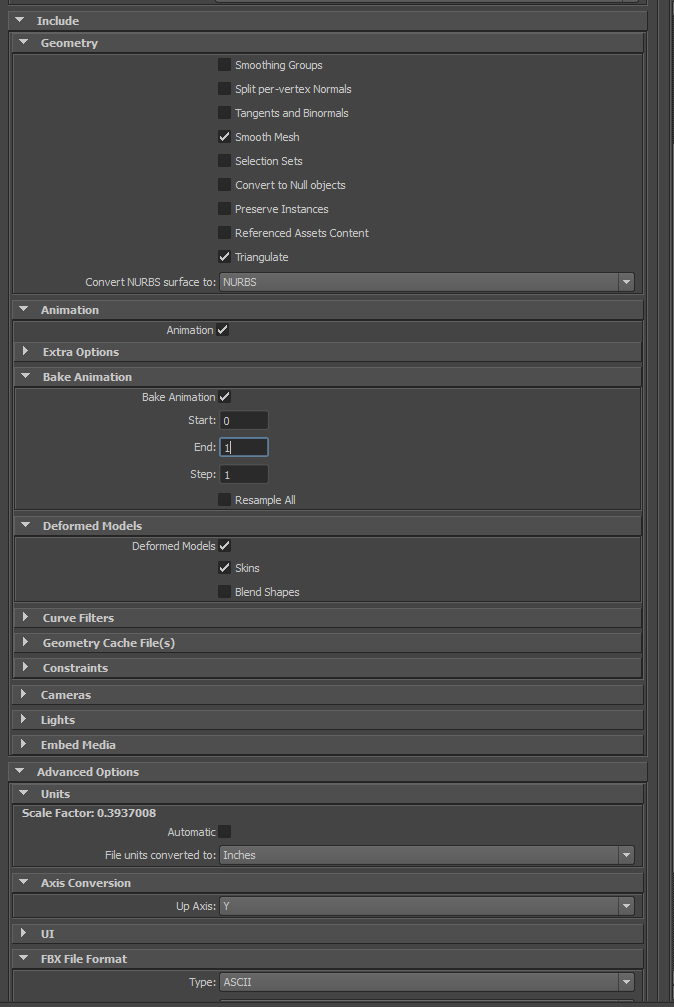 Include
Geometry
Smoothing Groups
Split per-vertex Normals
Tangents and Binormals
Smooth Mesh
Selection Sets
Convert to Null objects
Preserve Instances
Referenced Assets Content
Triangulate
Convert NURBS surface to: NURBS
Animation
Animation
Extra Options
Bake Animation
Bake Animation
Start: 0
End: 1
Step: 1
Resample All
Deformed Models
Deformed Models
Skins
Blend Shapes
Curve Filters
Geometry Cache File(s)
Constraints
Cameras
Lights
Embed Media
Advanced Options
Units
Scale Factor: 0.3937008
Automatic
File units converted to: Inches
Axis Conversion
Up Axis: Y
UI
FBX File Format
Type: ASCII